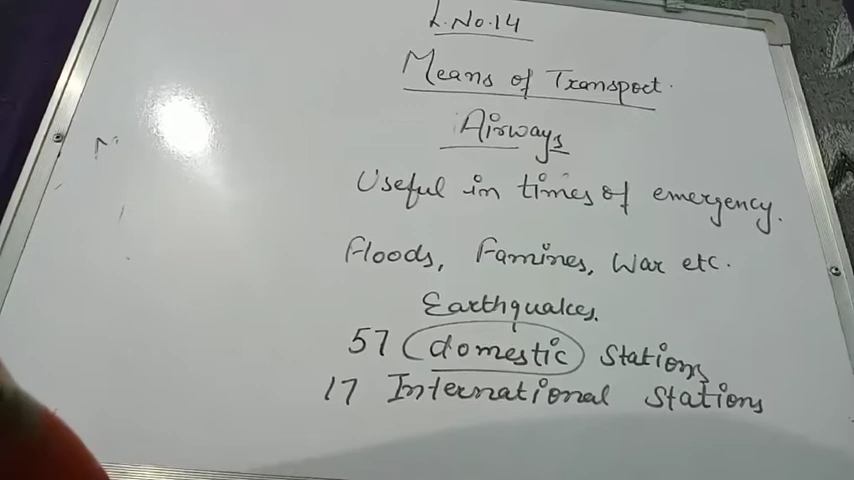 L.No.14
Means of Transport.
Airways
Useful in times of emergency.
Floods, Famines, War etc.
Earthquakes.
57 domestic Stations
17 International Stations